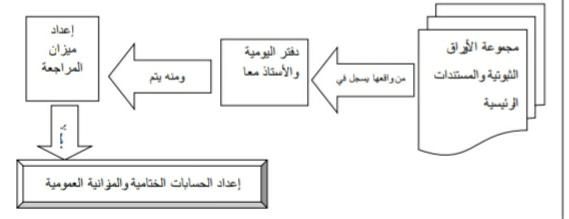 مجموعة الأوراق
الثبوتية والمستندات
الرئيسية
من واقعها يسجل في
دفتر اليومية
والأستاذ معا
ومنه يتم
إعداد
ميزان
المراجعة
إعداد الحسابات الختامية والمزانية العمومية